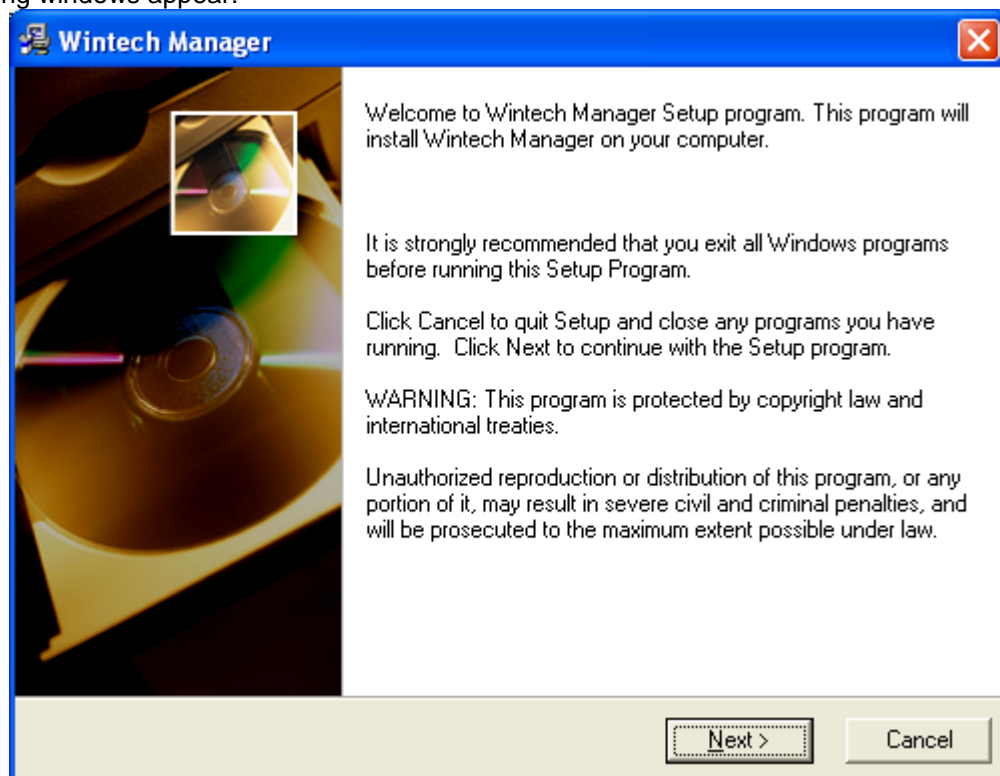 ng windows appear:
Wintech Manager
Welcome to Wintech Manager Setup program. This program will
install Wintech Manager on your computer.
It is strongly recommended that you exit all Windows programs
before running this Setup Program.
Click Cancel to quit Setup and close any programs you have
running. Click Next to continue with the Setup program.
WARNING: This program is protected by copyright law and
international treaties.
Unauthorized reproduction or distribution of this program, or any
portion of it, may result in severe civil and criminal penalties, and
will be prosecuted to the maximum extent possible under law.
Next >
Cancel